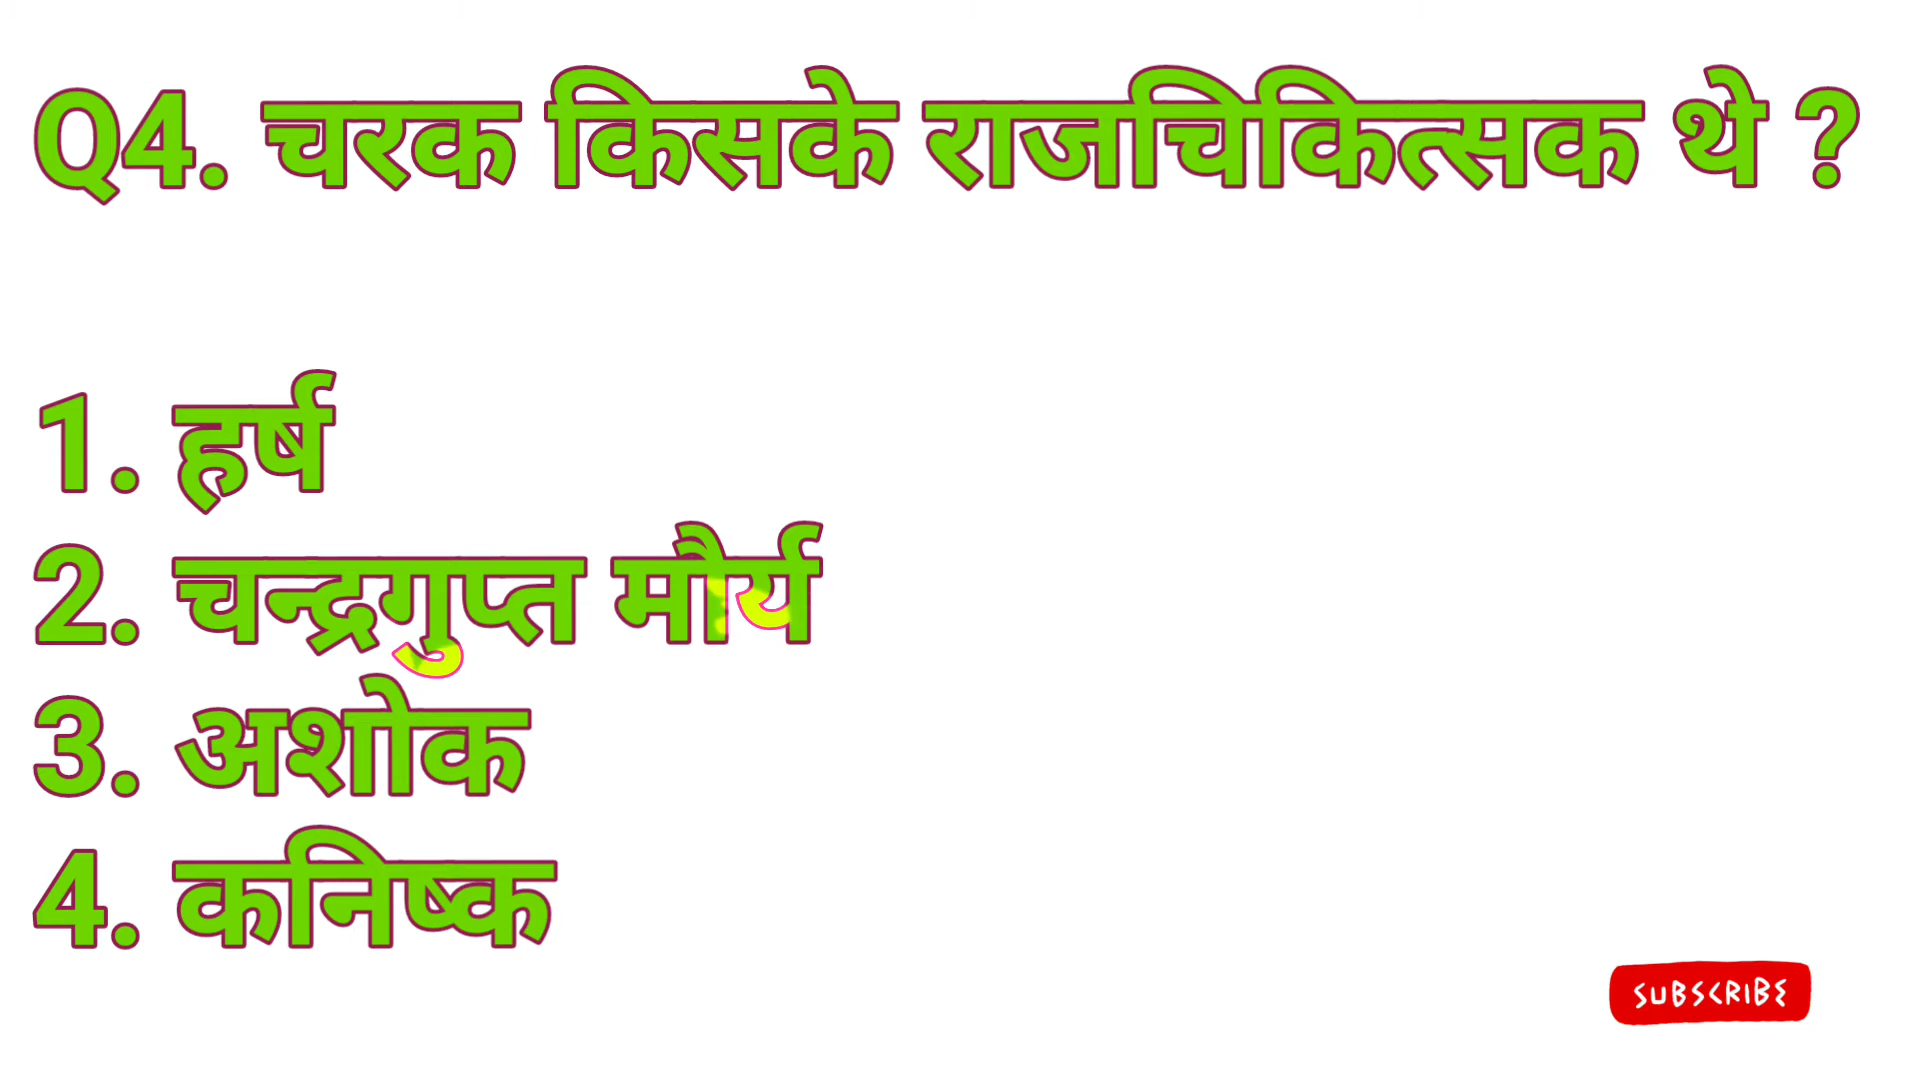 Q4. चरक किसके राजचिकित्सक थे ?
1. हर्ष
2. चन्द्रगुप्त मौर्य
3. अशोक
4. कनिष्क
SUBSCRIBE